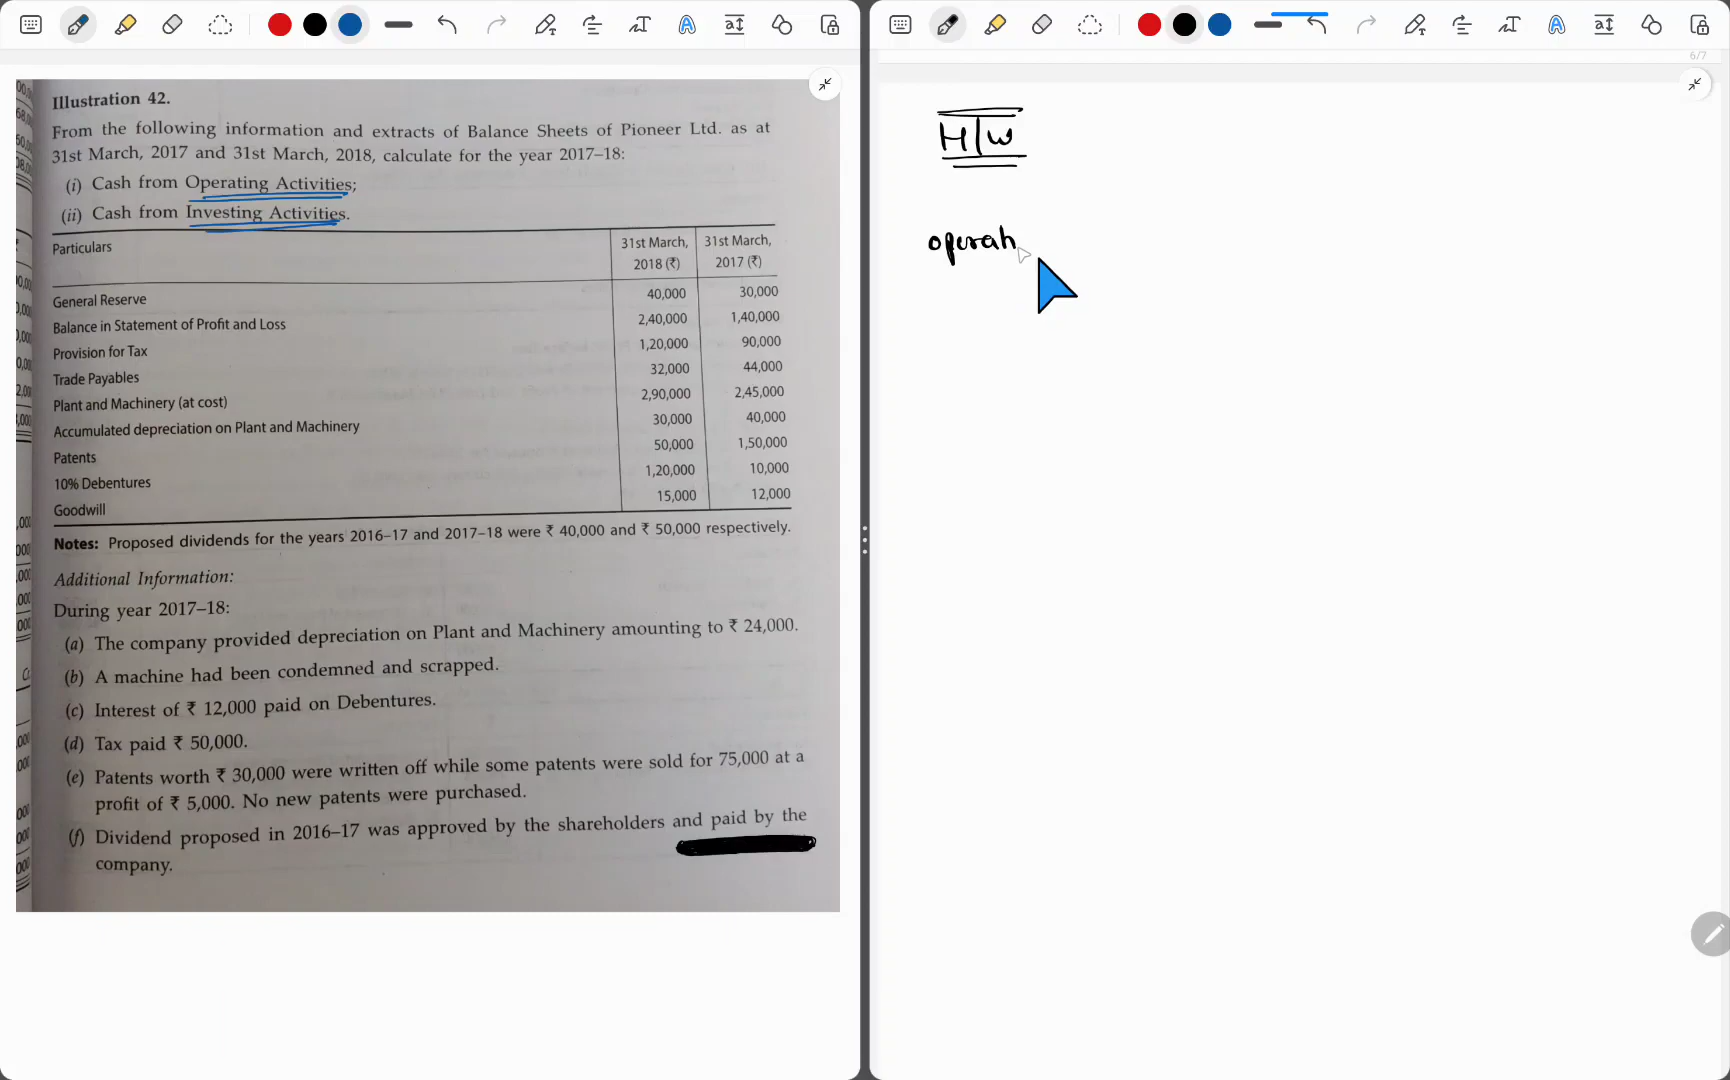 6/7
Illustration 42.
From the following information and extracts of Balance Sheets of Pioneer Ltd. as at
31st March, 2017 and 31st March, 2018, calculate for the year 2017–18:
(i) Cash from Operating Activities;
(ii) Cash from Investing Activities.
Particulars 31st March, 2018 (₹) 31st March, 2017 (₹)
General Reserve 40,000 30,000
Balance in Statement of Profit and Loss 2,40,000 1,40,000
Provision for Tax 1,20,000 90,000
Trade Payables 32,000 44,000
Plant and Machinery (at cost) 2,90,000 2,45,000
Accumulated depreciation on Plant and Machinery 30,000 40,000
Patents 50,000 1,50,000
10% Debentures 1,20,000 10,000
Goodwill 15,000 12,000
Notes: Proposed dividends for the years 2016–17 and 2017–18 were ₹ 40,000 and ₹ 50,000 respectively.
Additional Information:
During year 2017–18:
(a) The company provided depreciation on Plant and Machinery amounting to ₹ 24,000.
(b) A machine had been condemned and scrapped.
(c) Interest of ₹ 12,000 paid on Debentures.
(d) Tax paid ₹ 50,000.
(e) Patents worth ₹ 30,000 were written off while some patents were sold for 75,000 at a
profit of ₹ 5,000. No new patents were purchased.
(f) Dividend proposed in 2016–17 was approved by the shareholders and paid by the
company.
H/W
operati